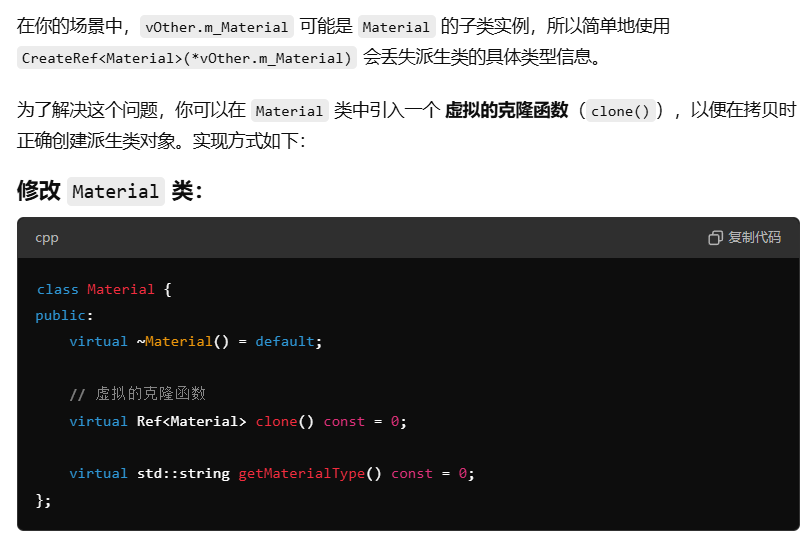 在你的场景中，vOther.m_Material 可能是 Material 的子类实例，所以简单地使用
CreateRef<Material>(*vOther.m_Material) 会丢失派生类的具体类型信息。
为了解决这个问题，你可以在 Material 类中引入一个 虚拟的克隆函数（clone()），以便在拷贝时
正确创建派生类对象。实现方式如下：
修改 Material 类：
cpp 复制代码
class Material {
public:
    virtual ~Material() = default;
    // 虚拟的克隆函数
    virtual Ref<Material> clone() const = 0;
    virtual std::string getMaterialType() const = 0;
};